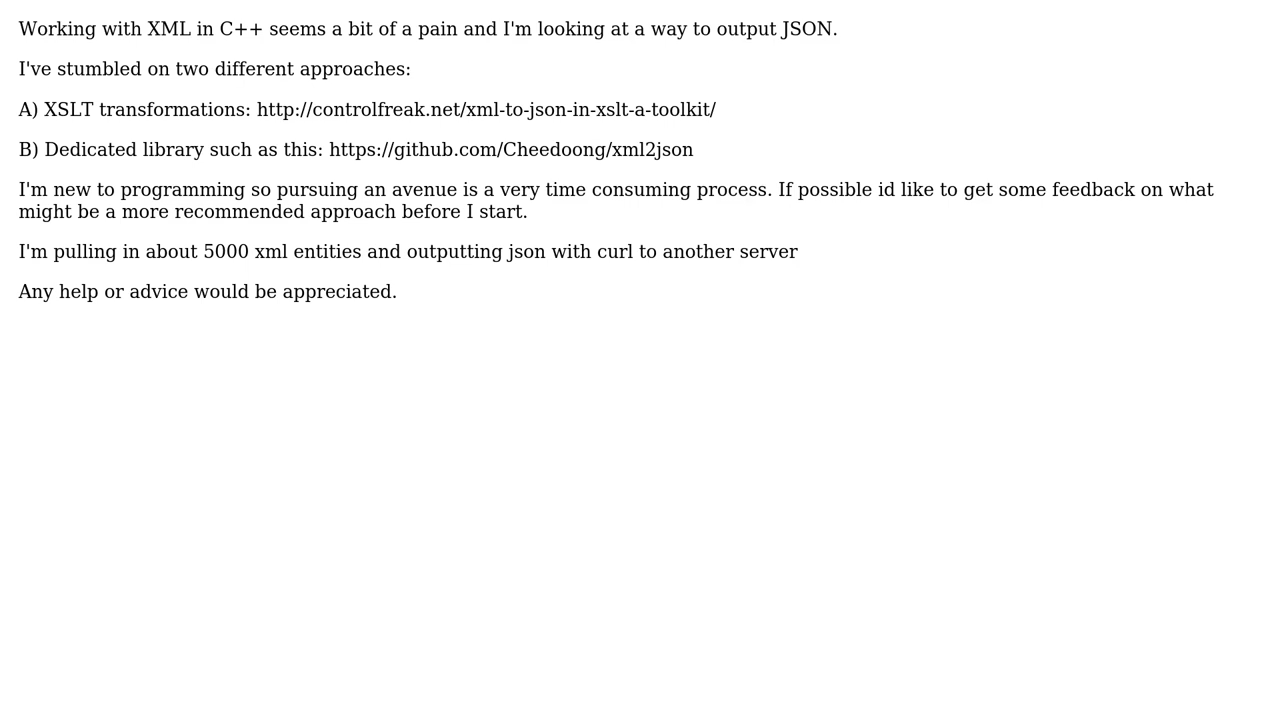 Working with XML in C++ seems a bit of a pain and I'm looking at a way to output JSON.
I've stumbled on two different approaches:
A) XSLT transformations: http://controlfreak.net/xml-to-json-in-xslt-a-toolkit/
B) Dedicated library such as this: https://github.com/Cheedoong/xml2json
I'm new to programming so pursuing an avenue is a very time consuming process. If possible id like to get some feedback on what
might be a more recommended approach before I start.
I'm pulling in about 5000 xml entities and outputting json with curl to another server
Any help or advice would be appreciated.